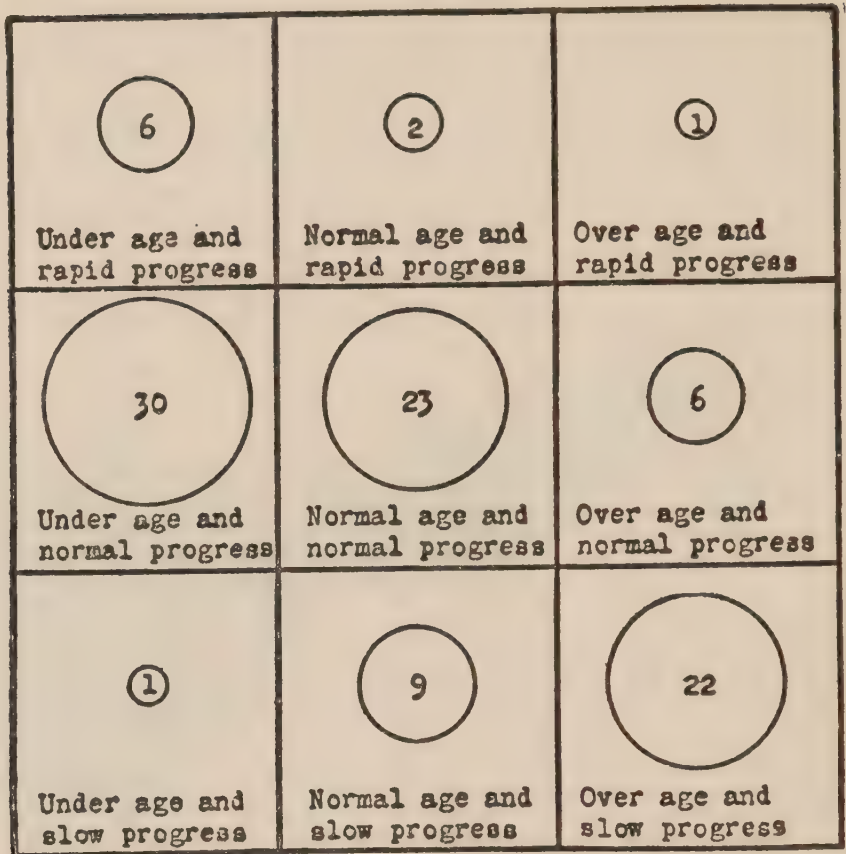 6
Under age and
rapid progress
2
Normal age and
rapid progress
1
Over age and
rapid progress
30
Under age and
normal progress
23
Normal age and
normal progress
6
Over age and
normal progress
1
Under age and
slow progress
9
Normal age and
slow progress
22
Over age and
slow progress